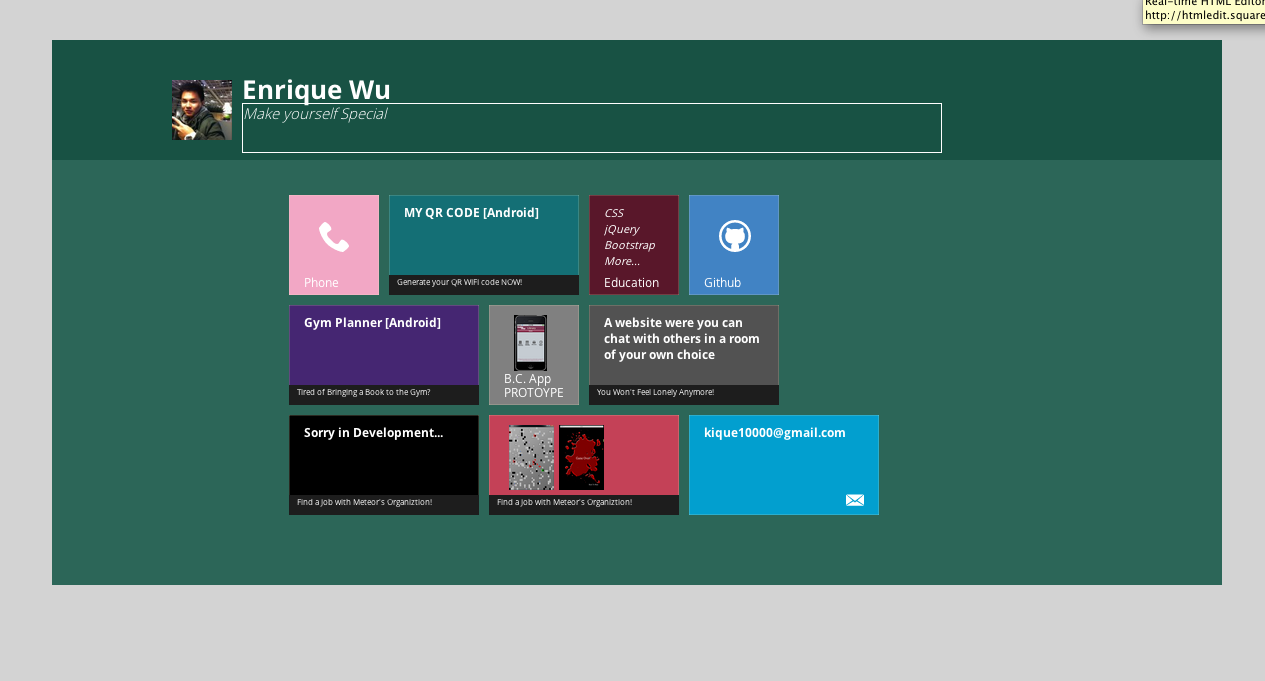 Real-time HTML Editor
http://htmledit.square
Enrique Wu
Make yourself Special
Phone
MY QR CODE [Android]
Generate your QR WIFI code NOW!
CSS
jQuery
Bootstrap
More...
Education
Github
Gym Planner [Android]
Tired of Bringing a Book to the Gym?
B.C. App
PROTOYPE
A website were you can
chat with others in a room
of your own choice
You Won't Feel Lonely Anymore!
Sorry in Development...
Find a Job with Meteor's Organiztion!
Find a Job with Meteor's Organiztion!
kique10000@gmail.com